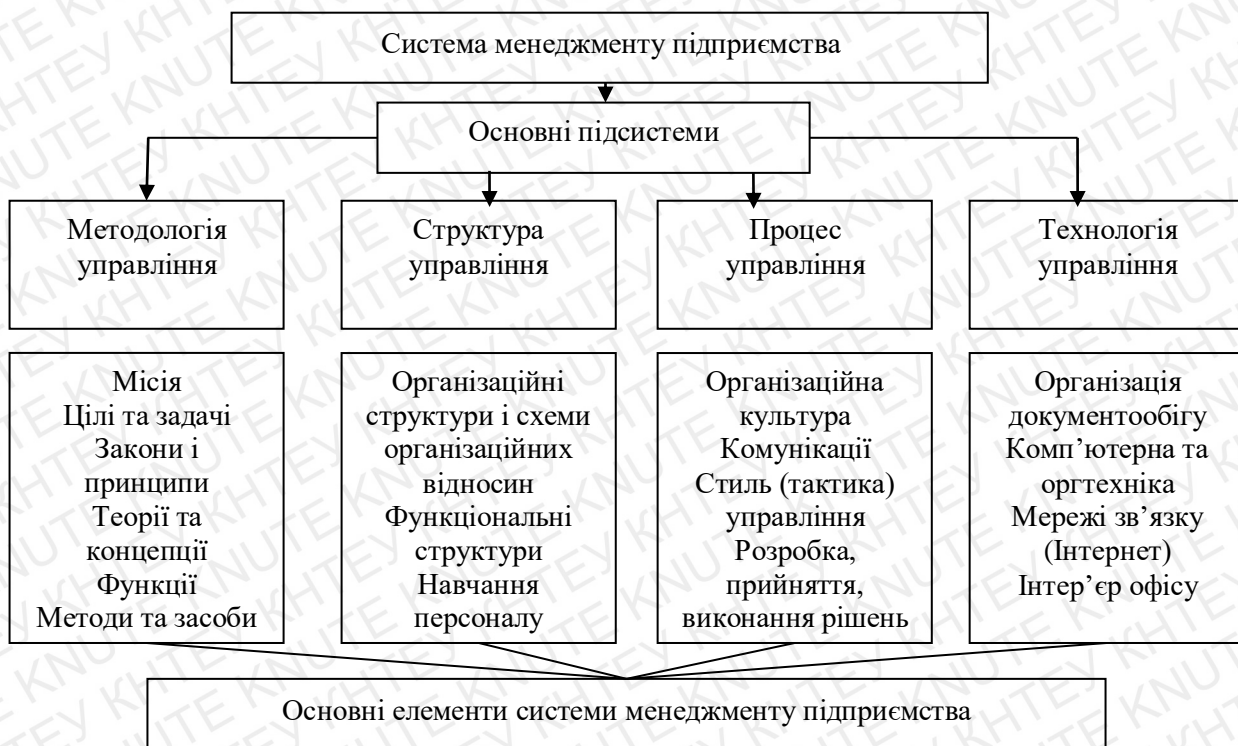 Система менеджменту підприємства
Основні підсистеми
Методологія
управління
Структура
управління
Процес
управління
Технологія
управління
Місія
Цілі та задачі
Закони і
принципи
Теорії та
концепції
Функції
Методи та засоби
Організаційні
структури і схеми
організаційних
відносин
Функціональні
структури
Навчання
персоналу
Організаційна
культура
Комунікації
Стиль (тактика)
управління
Розробка,
прийняття,
виконання рішень
Організація
документообігу
Комп’ютерна та
оргтехніка
Мережі зв’язку
(Інтернет)
Інтер’єр офісу
Основні елементи системи менеджменту підприємства